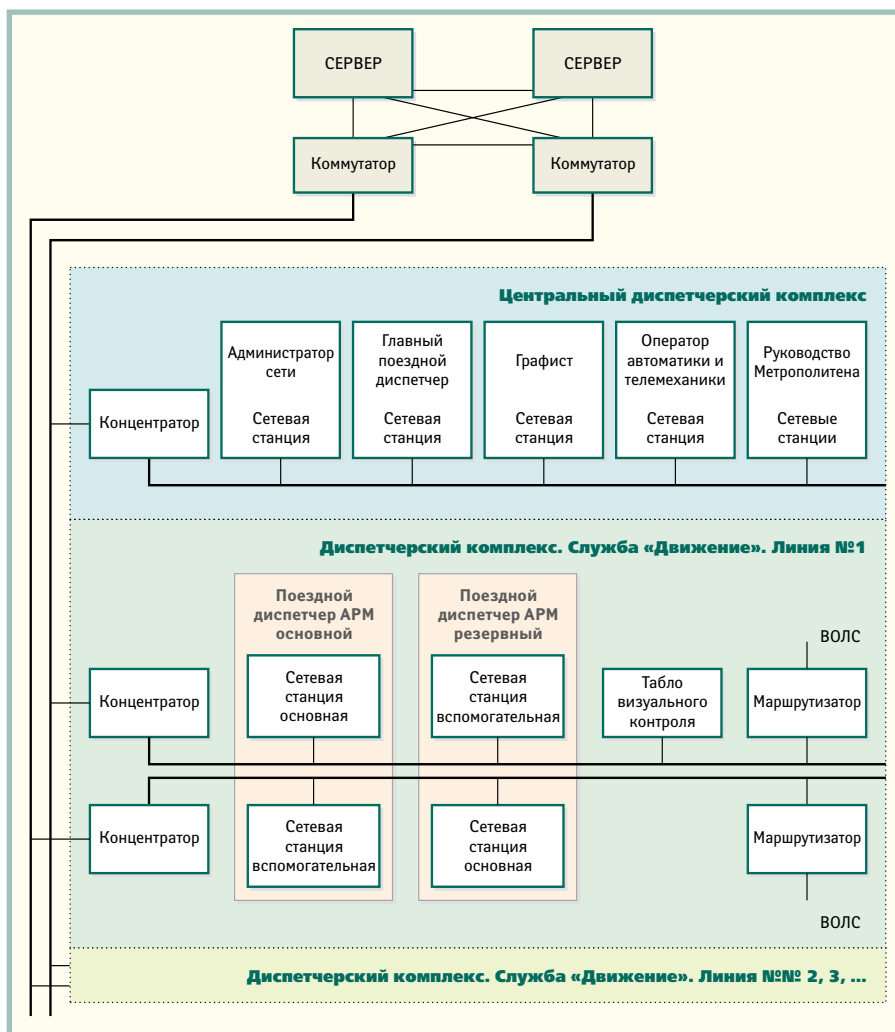 СЕРВЕР
СЕРВЕР
Коммутатор
Коммутатор
Центральный диспетчерский комплекс
Концентратор
Администратор
сети
Сетевая
станция
Главный
поездной
диспетчер
Сетевая
станция
Графист
Сетевая
станция
Оператор
автоматики и
телемеханики
Сетевая
станция
Руководство
Метрополитена
Сетевые
станции
Диспетчерский комплекс. Служба «Движение». Линия №1
Поездной
диспетчер АРМ
основной
Поездной
диспетчер АРМ
резервный
ВОЛС
Концентратор
Сетевая
станция
основная
Сетевая
станция
вспомогательная
Табло
визуального
контроля
Маршрутизатор
Концентратор
Сетевая
станция
вспомогательная
Сетевая
станция
основная
Маршрутизатор
ВОЛС
Диспетчерский комплекс. Служба «Движение». Линия №№ 2, 3, ...